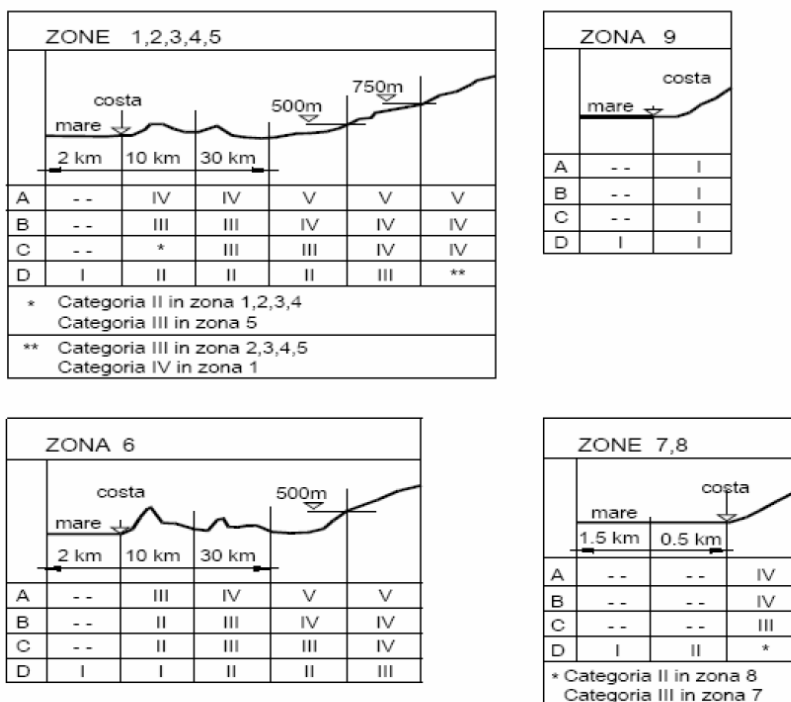 ZONE 1,2,3,4,5
costa
mare
500m
750m
2 km 10 km 30 km
A -- IV IV V V V
B -- III III IV IV IV
C -- * III III IV IV
D I II II II III **
* Categoria II in zona 1,2,3,4
Categoria III in zona 5
** Categoria III in zona 2,3,4,5
Categoria IV in zona 1
ZONA 9
costa
mare
A -- I
B -- I
C -- I
D I I
ZONA 6
costa
mare
500m
2 km 10 km 30 km
A -- III IV V V
B -- II III IV IV
C -- II III III IV
D I I II II III
ZONE 7,8
costa
mare
1.5 km 0.5 km
A -- -- IV
B -- -- IV
C -- -- III
D I II *
* Categoria II in zona 8
Categoria III in zona 7